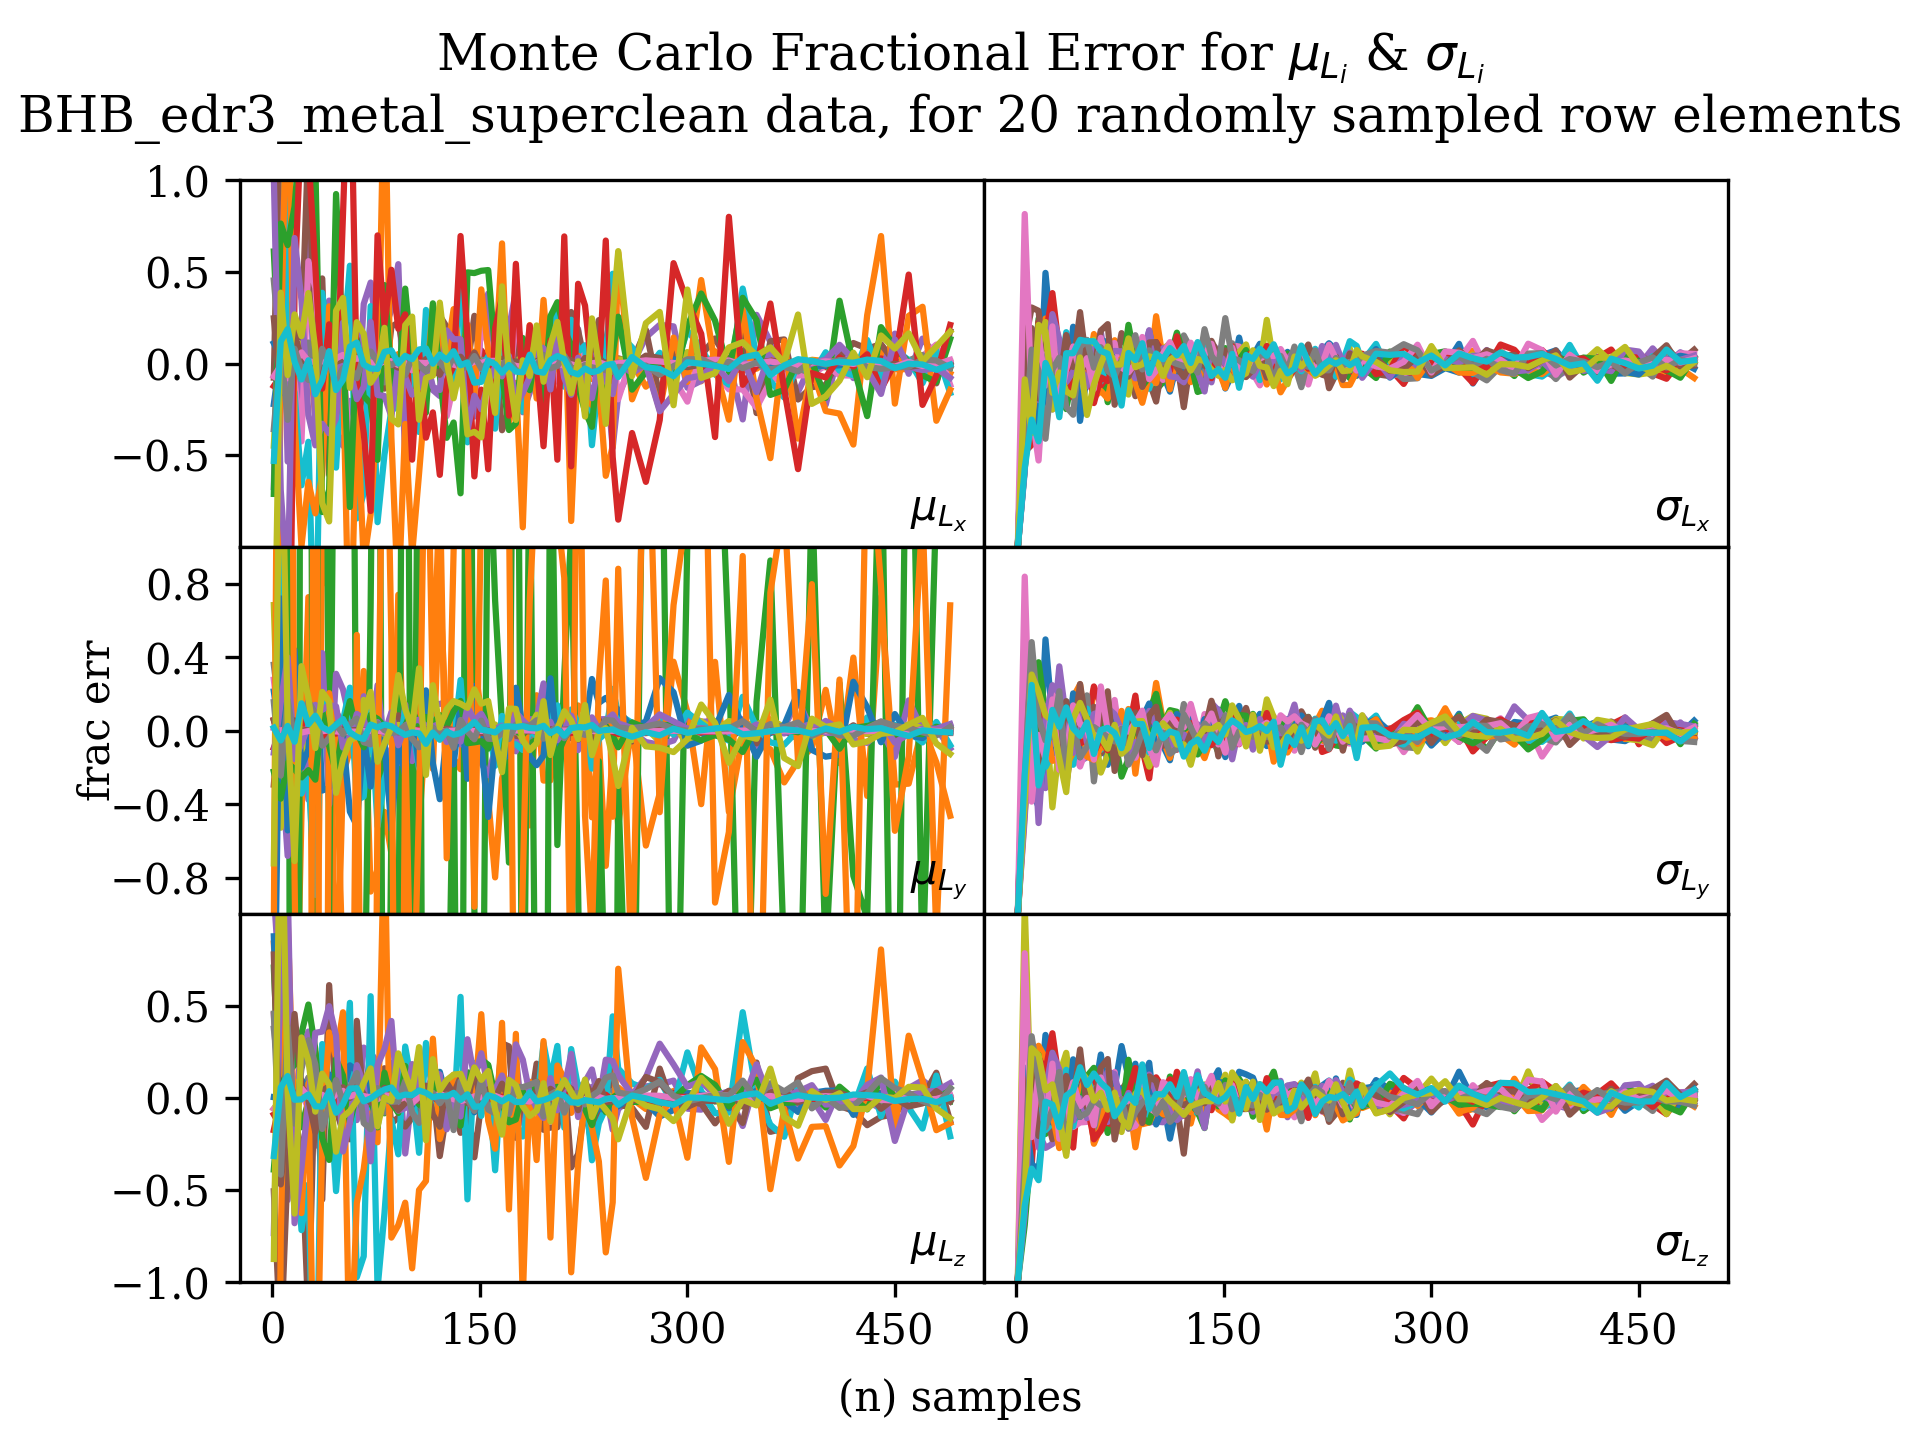 Monte Carlo Fractional Error for μ_{L_i} & σ_{L_i}
BHB_edr3_metal_superclean data, for 20 randomly sampled row elements
1.0
0.5
0.0
−0.5
μ_{L_x}
σ_{L_x}
frac err
0.8
0.4
0.0
−0.4
−0.8
μ_{L_y}
σ_{L_y}
0.5
0.0
−0.5
−1.0
μ_{L_z}
σ_{L_z}
0 150 300 450 0 150 300 450
(n) samples